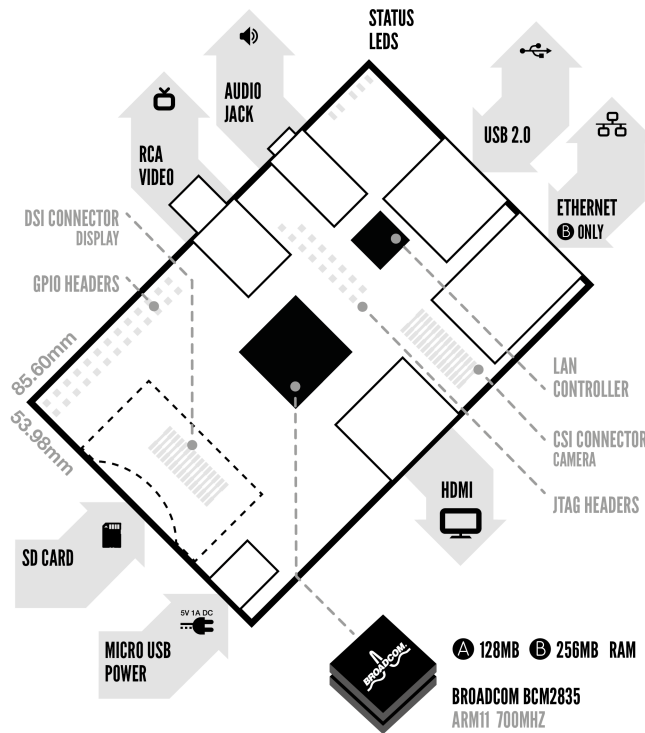 STATUS
LEDS
AUDIO
JACK
USB 2.0
RCA
VIDEO
ETHERNET
B ONLY
DSI CONNECTOR
DISPLAY
GPIO HEADERS
85.60mm
53.98mm
LAN
CONTROLLER
CSI CONNECTOR
CAMERA
JTAG HEADERS
HDMI
SD CARD
5V 1A DC
MICRO USB
POWER
BROADCOM
A 128MB B 256MB RAM
BROADCOM BCM2835
ARM11 700MHZ